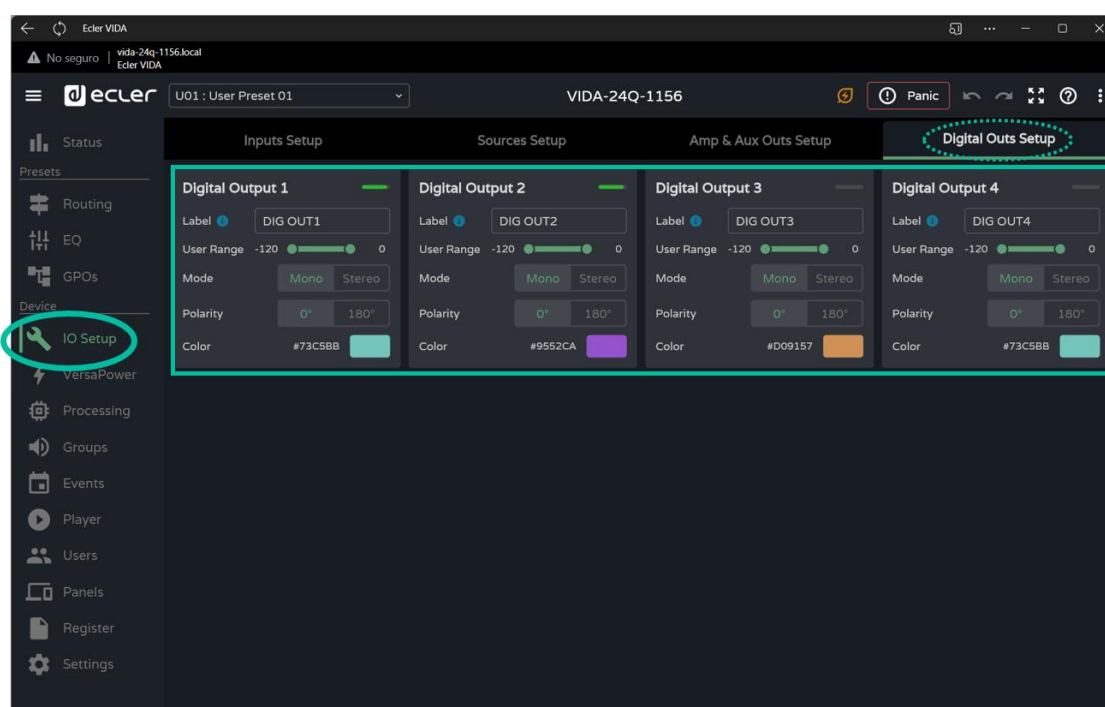 Ecler VIDA
No seguro | vida-24q-1156.local
Ecler VIDA
ecler
U01 : User Preset 01
VIDA-24Q-1156
Panic
Status
Presets
Routing
EQ
GPOs
Device
IO Setup
VersaPower
Processing
Groups
Events
Player
Users
Panels
Register
Settings
Inputs Setup
Sources Setup
Amp & Aux Outs Setup
Digital Outs Setup
Digital Output 1
Label DIG OUT1
User Range -120 0
Mode Mono Stereo
Polarity 0° 180°
Color #73C5BB
Digital Output 2
Label DIG OUT2
User Range -120 0
Mode Mono Stereo
Polarity 0° 180°
Color #9552CA
Digital Output 3
Label DIG OUT3
User Range -120 0
Mode Mono Stereo
Polarity 0° 180°
Color #D09157
Digital Output 4
Label DIG OUT4
User Range -120 0
Mode Mono Stereo
Polarity 0° 180°
Color #73C5BB